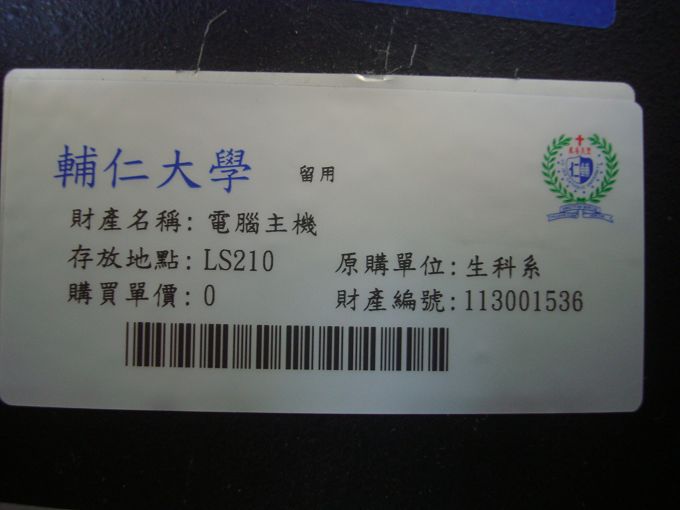 輔仁大學 留用
財產名稱: 電腦主機
存放地點: LS210 原購單位: 生科系
購買單價: 0 財產編號: 113001536